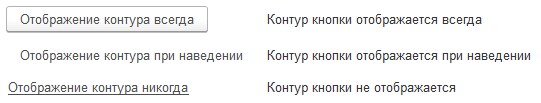 Отображение контура всегда Контур кнопки отображается всегда
Отображение контура при наведении Контур кнопки отображается при наведении
Отображение контура никогда Контур кнопки не отображается